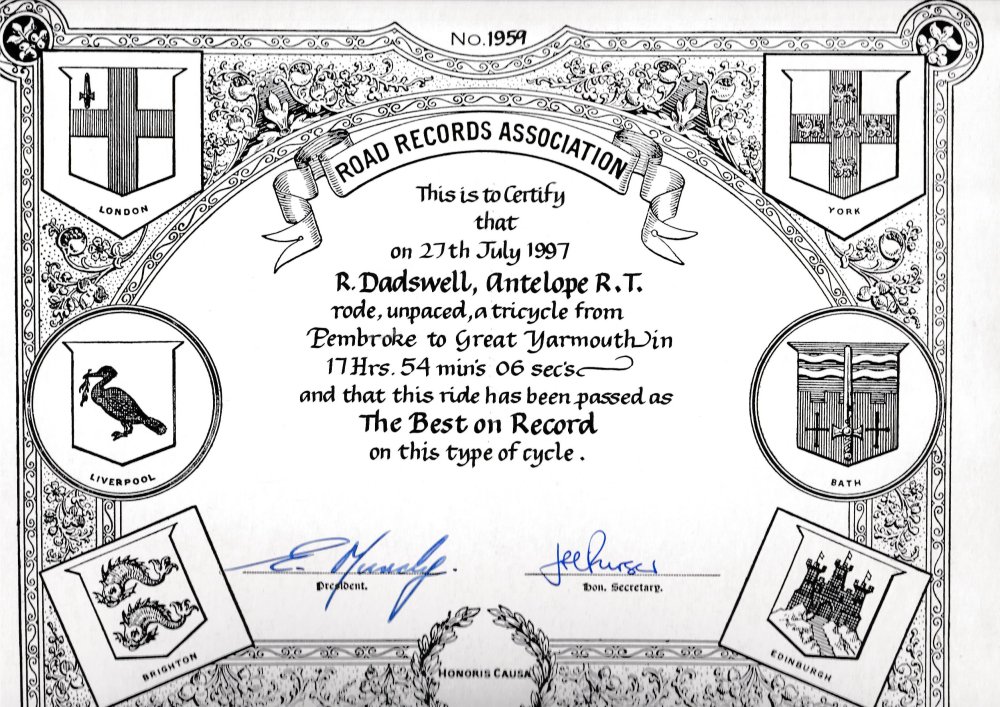 No. 1959
ROAD RECORDS ASSOCIATION
LONDON
YORK
This is to Certify
that
on 27th July 1997
R. Dadswell, Antelope R.T.
rode, unpaced, a tricycle from
Pembroke to Great Yarmouth in
17 Hrs. 54 min's 06 sec's
and that this ride has been passed as
The Best on Record
on this type of cycle.
LIVERPOOL
BATH
President.
Hon. Secretary.
BRIGHTON
EDINBURGH
HONORIS CAUSA